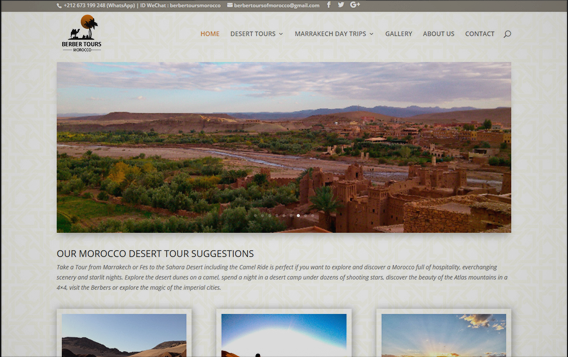 +212 673 199 248 (WhatsApp) | ID WeChat : berbertoursmorocco berbertoursofmorocco@gmail.com
BERBER TOURS
MOROCCO
HOME DESERT TOURS MARRAKECH DAY TRIPS GALLERY ABOUT US CONTACT
OUR MOROCCO DESERT TOUR SUGGESTIONS
Take a Tour from Marrakech or Fes to the Sahara Desert including the Camel Ride is perfect if you want to explore and discover a Morocco full of hospitality, everchanging
scenery and starlit nights. Explore the desert dunes on a camel, spend a night in a desert camp under dozens of shooting stars, discover the beauty of the Atlas mountains in a
4×4, visit the Berbers or explore the magic of the imperial cities.